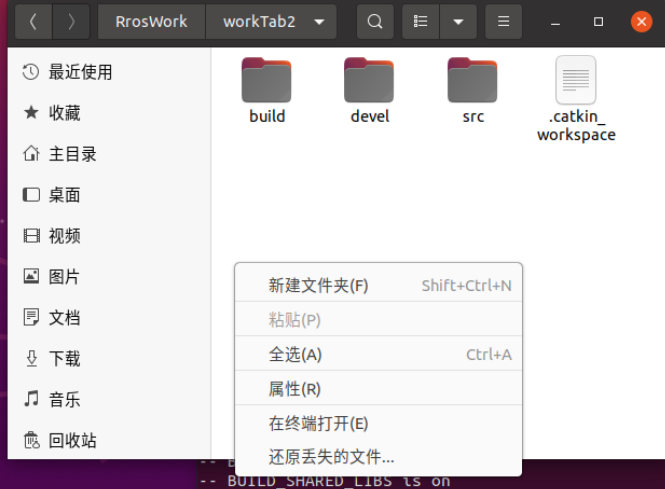 RrosWork
workTab2
最近使用
收藏
主目录
桌面
视频
图片
文档
下载
音乐
回收站
build
devel
src
.catkin_
workspace
新建文件夹(F) Shift+Ctrl+N
粘贴(P)
全选(A) Ctrl+A
属性(R)
在终端打开(E)
还原丢失的文件...
-- BUILD_SHARED_LIBS is on